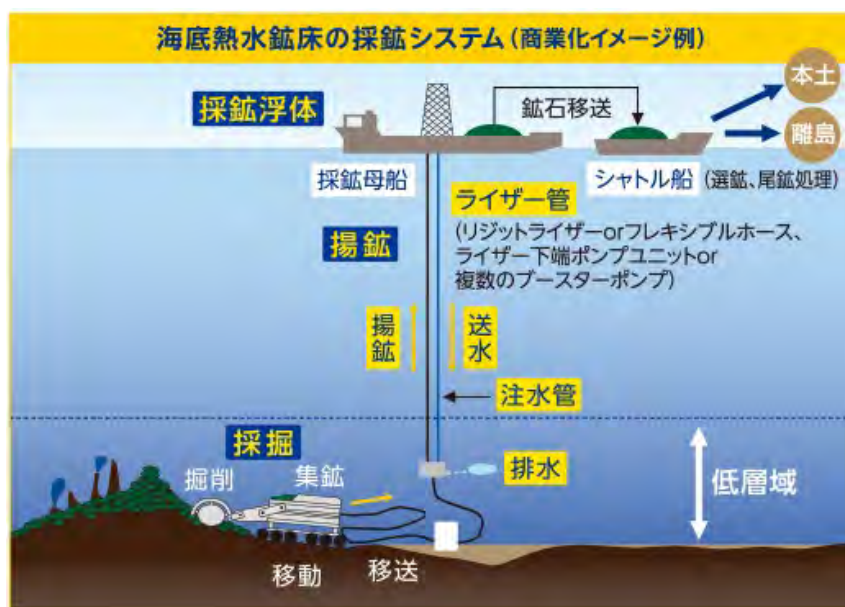 海底熱水鉱床の採鉱システム(商業化イメージ例)
本土
採鉱浮体
鉱石移送
離島
採鉱母船
シャトル船
(選鉱、尾鉱処理)
ライザー管
(リジットライザーorフレキシブルホース、
ライザー下端ポンプユニットor
複数のブースターポンプ)
揚鉱
揚鉱
送水
注水管
採掘
掘削
集鉱
排水
低層域
移動
移送